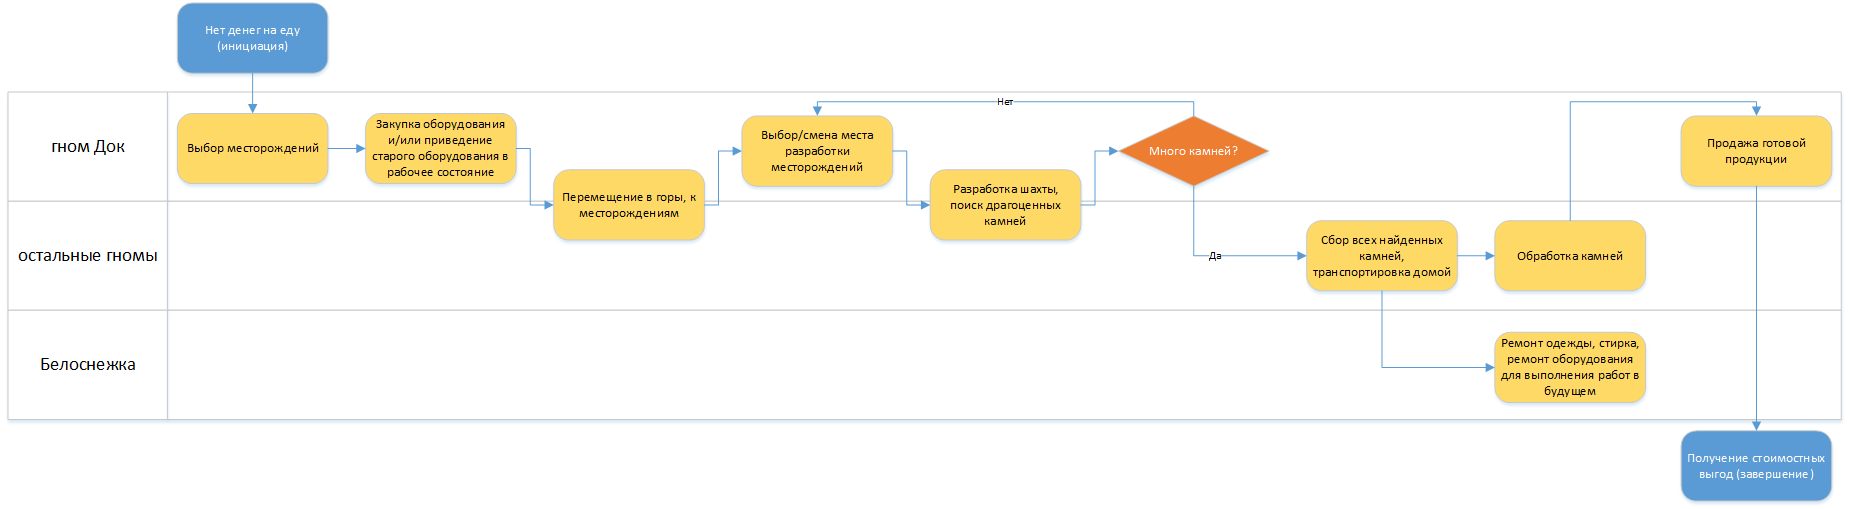 Нет денег на еду
(инициация)
гном Док
Выбор месторождений
Закупка оборудования
и/или приведение
старого оборудования в
рабочее состояние
Перемещение в горы, к
месторождениям
Выбор/смена места
разработки
месторождений
Разработка шахты,
поиск драгоценных
камней
Нет
Много камней?
Да
Продажа готовой
продукции
остальные гномы
Сбор всех найденных
камней,
транспортировка домой
Обработка камней
Белоснежка
Ремонт одежды, стирка,
ремонт оборудования
для выполнения работ в
будущем
Получение стоимостных
выгод (завершение)